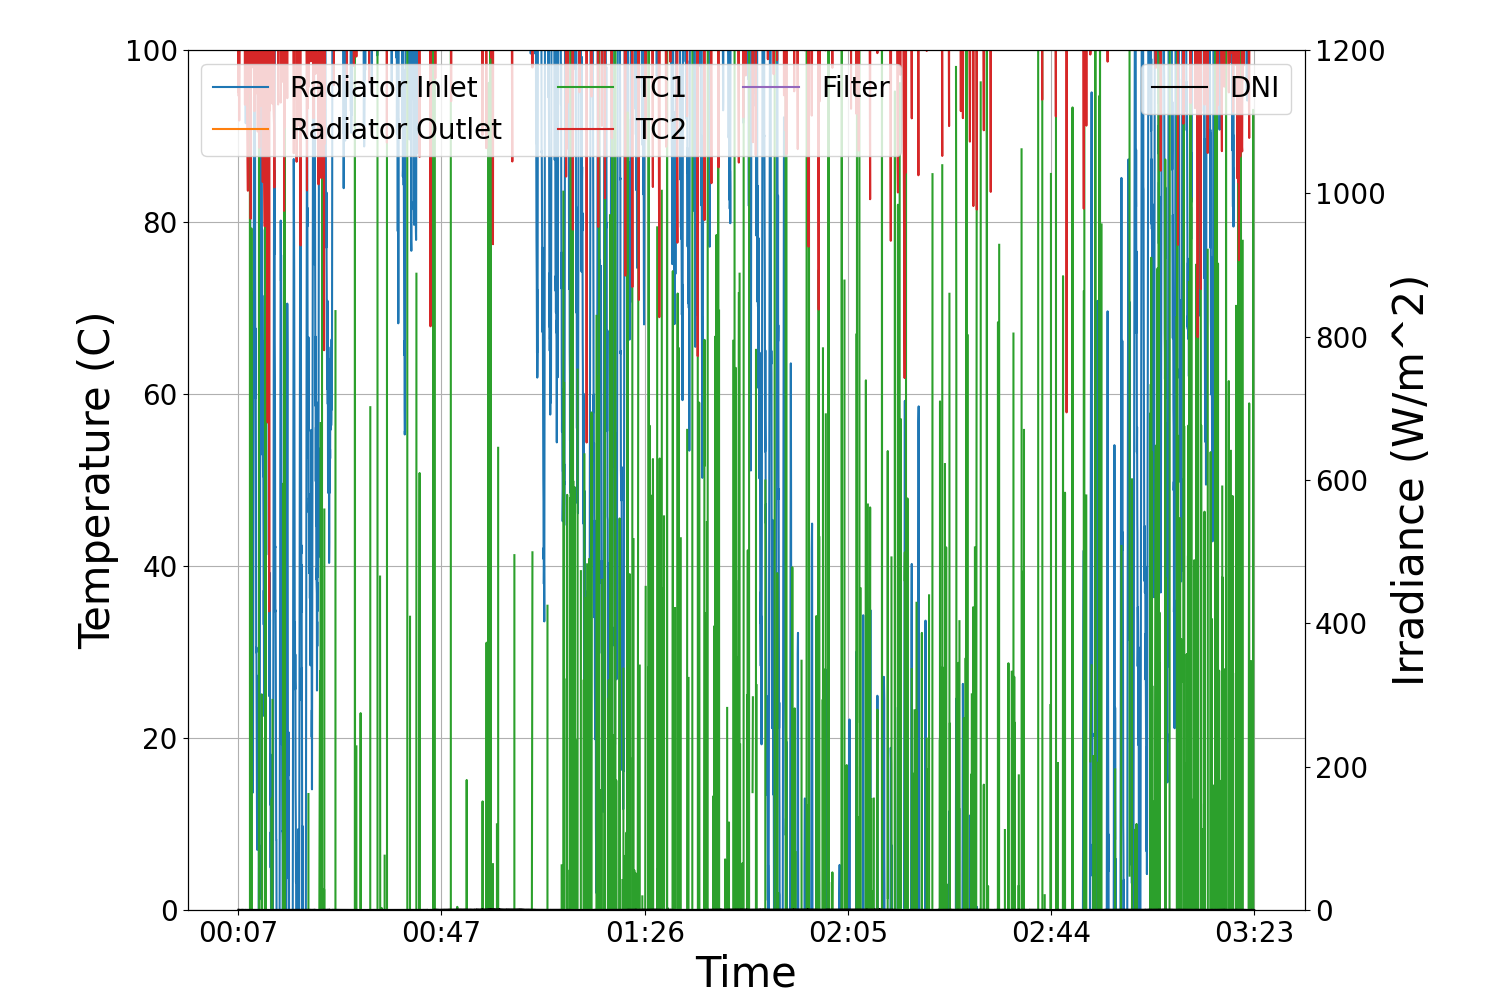 100
80
60
40
20
0
Temperature (C)
Radiator Inlet
Radiator Outlet
TC1
TC2
Filter
DNI
1200
1000
800
600
400
200
0
Irradiance (W/m^2)
00:07 00:47 01:26 02:05 02:44 03:23
Time